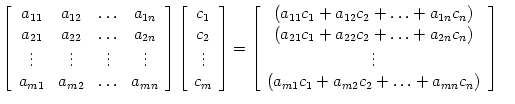 [ a₁₁ a₁₂ … a₁ₙ ] [ c₁ ] = [ (a₁₁c₁ + a₁₂c₂ + … + a₁ₙcₙ) ]
[ a₂₁ a₂₂ … a₂ₙ ] [ c₂ ] [ (a₂₁c₁ + a₂₂c₂ + … + a₂ₙcₙ) ]
[ ⋮ ⋮ ⋮ ⋮ ] [ ⋮ ] [ ⋮ ]
[ aₘ₁ aₘ₂ … aₘₙ ] [ cₘ ] [ (aₘ₁c₁ + aₘ₂c₂ + … + aₘₙcₙ) ]